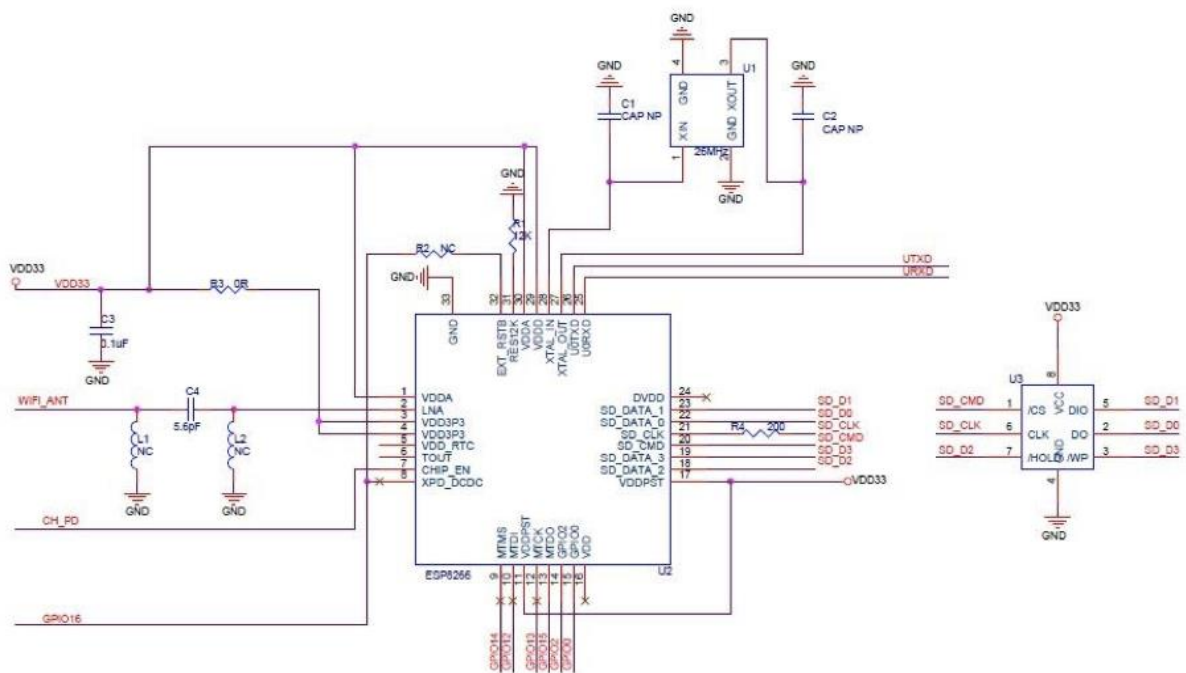 GND
GND
GND
4
3
U1
GND
XOUT
XIN
GND
C1
CAP NP
C2
CAP NP
1
26MHz
2
GND
GND
R1
12K
R2 NC
GND
UTXD
URXD
VDD33
VDD33
R3 0R
C3
0.1uF
GND
33
32
31
30
29
28
27
26
25
GND
EXT_RSTB
RES12K
VDDA
VDDD
XTAL_IN
XTAL_OUT
U0TXD
U0RXD
WIFI_ANT
C4
5.6pF
L1
NC
L2
NC
GND
GND
CH_PD
GPIO16
1 VDDA
2 LNA
3 VDD3P3
4 VDD3P3
5 VDD_RTC
6 TOUT
7 CHIP_EN
8 XPD_DCDC
DVDD 24
SD_DATA_1 23 SD_D1
SD_DATA_0 22 SD_D0
SD_CLK 21 R4 200 SD_CLK
SD_CMD 20 SD_CMD
SD_DATA_3 19 SD_D3
SD_DATA_2 18 SD_D2
VDDPST 17 VDD33
MTMS
MTDI
VDDPST
MTCK
MTDO
GPIO2
GPIO0
VDD
ESP8266
U2
9
10
11
12
13
14
15
16
GPIO14
GPIO12
GPIO13
GPIO15
GPIO2
GPIO0
VDD33
U3
8
VCC
SD_CMD 1 /CS DIO 5 SD_D1
SD_CLK 6 CLK DO 2 SD_D0
SD_D2 7 /HOLD /WP 3 SD_D3
GND
4
GND